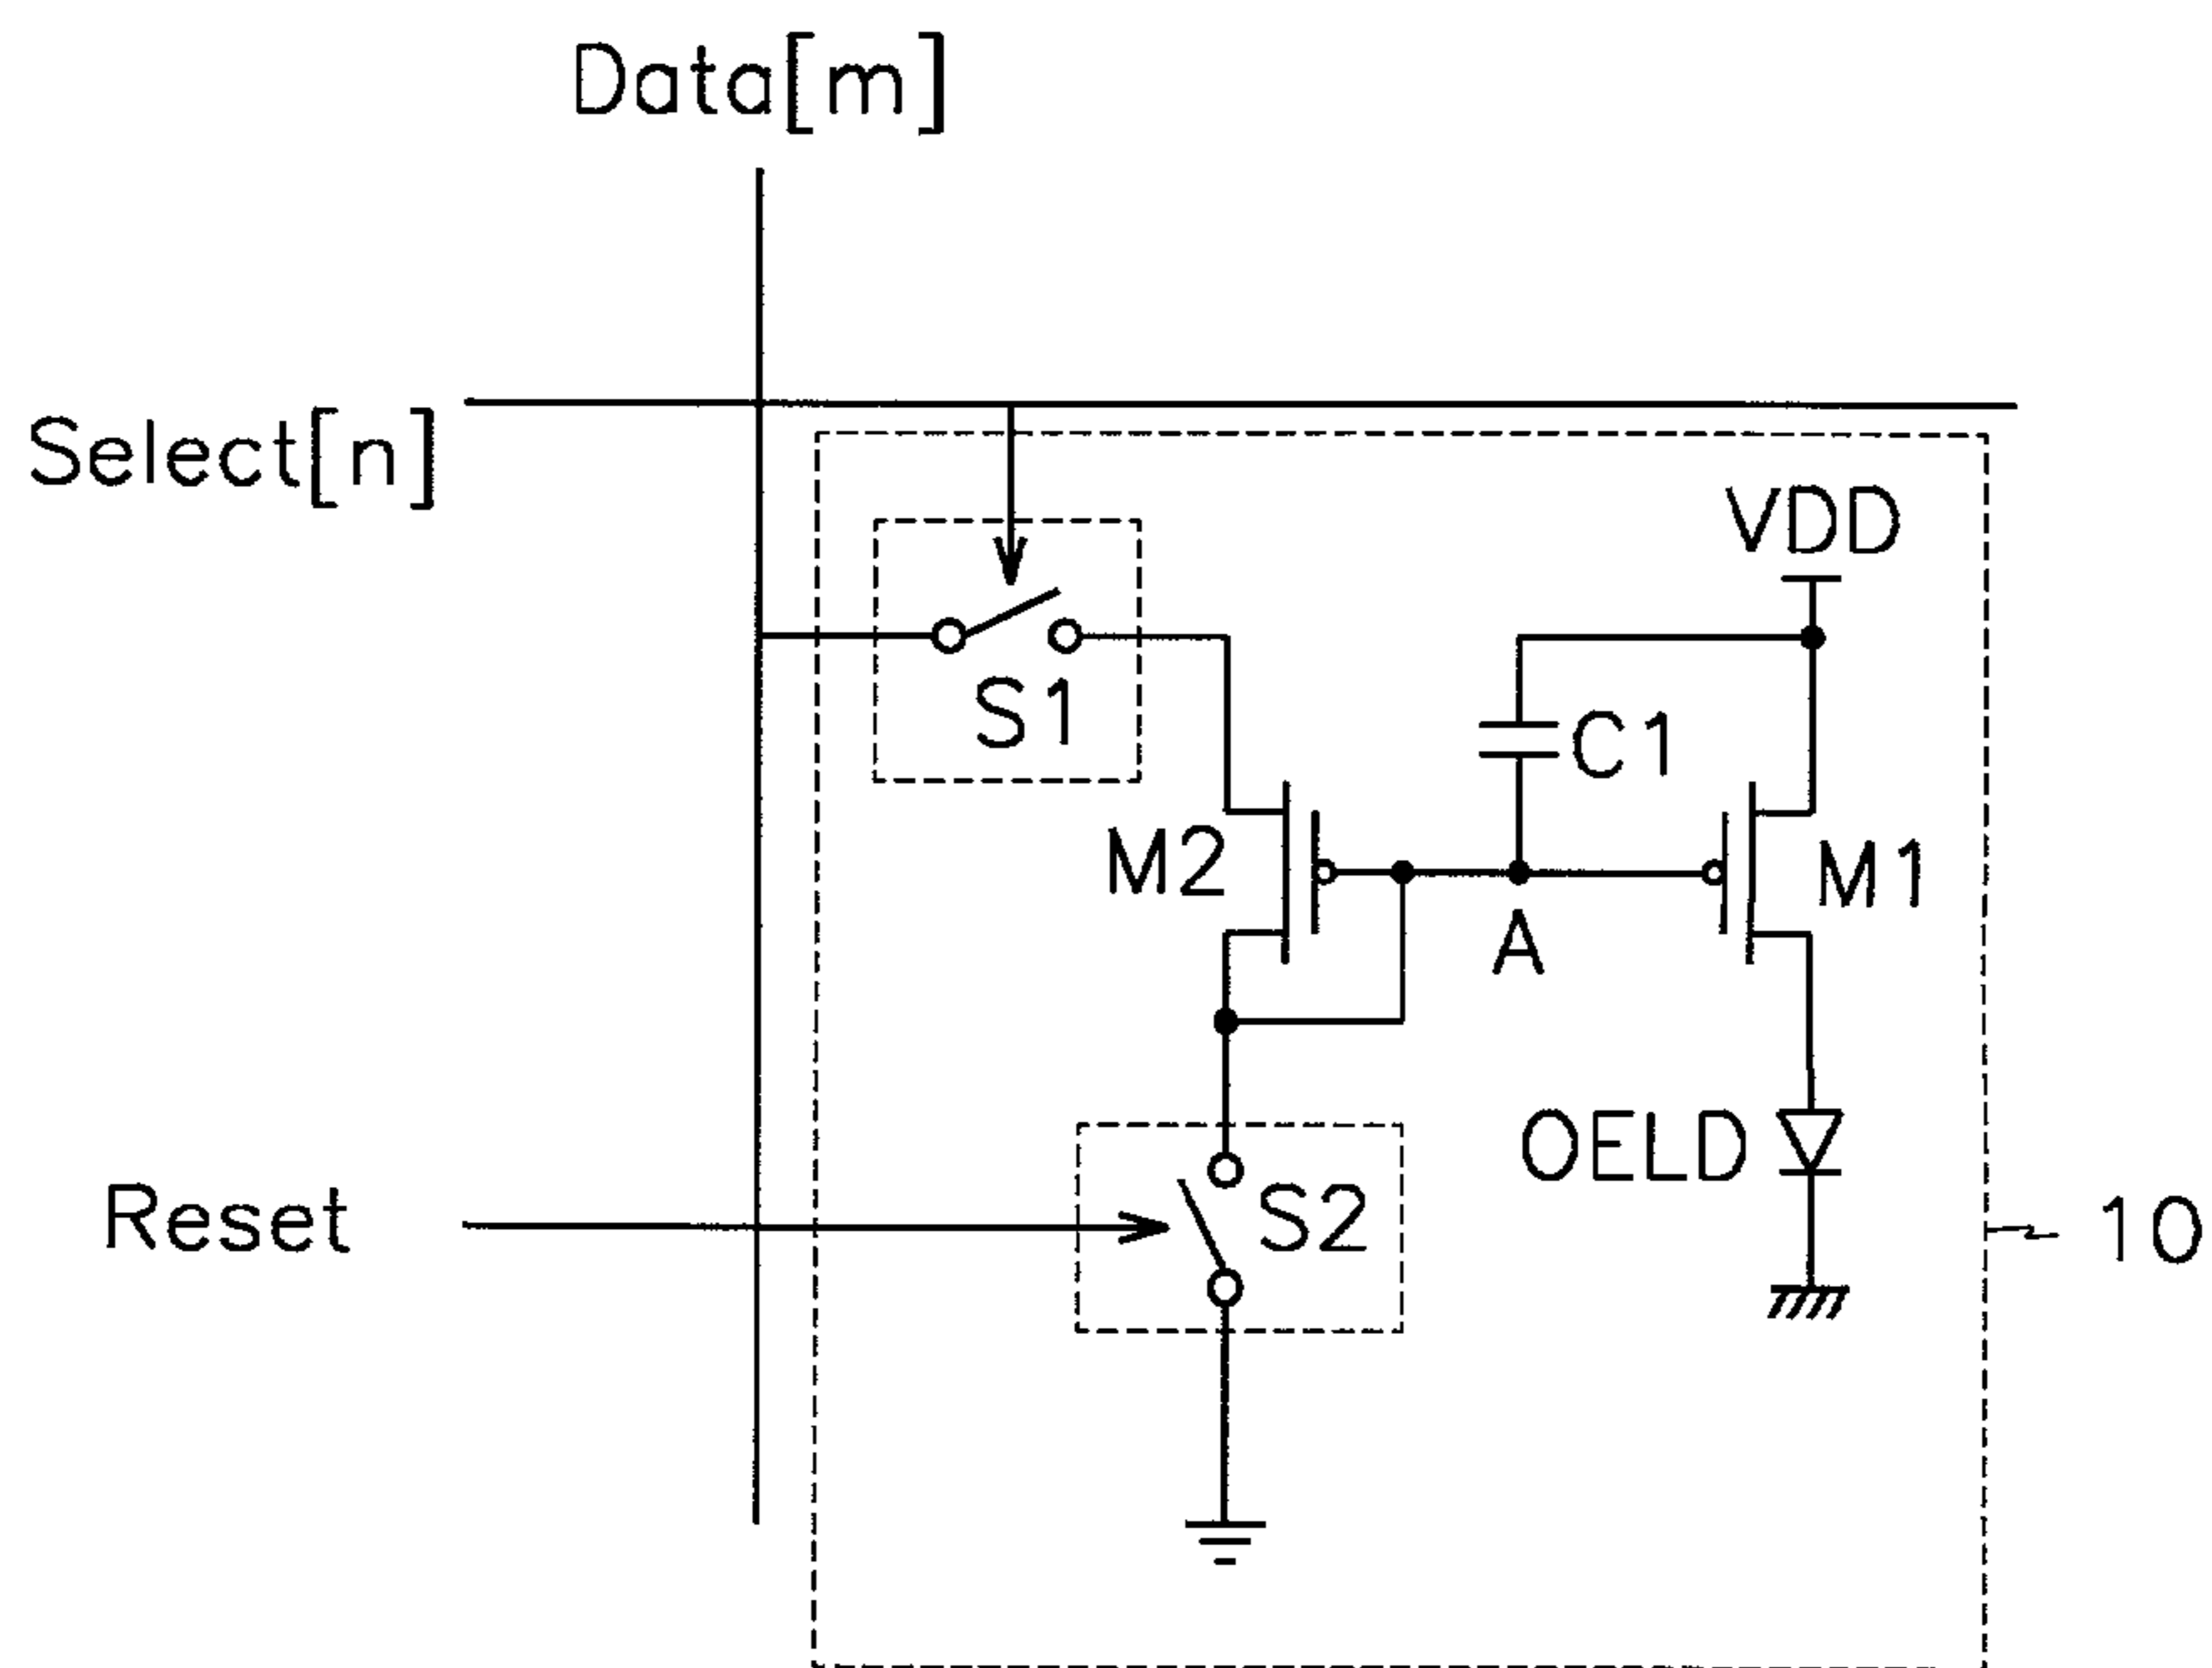 Data[m]
Select[n]
VDD
S1
C1
M2
M1
A
OELD
Reset
S2
10